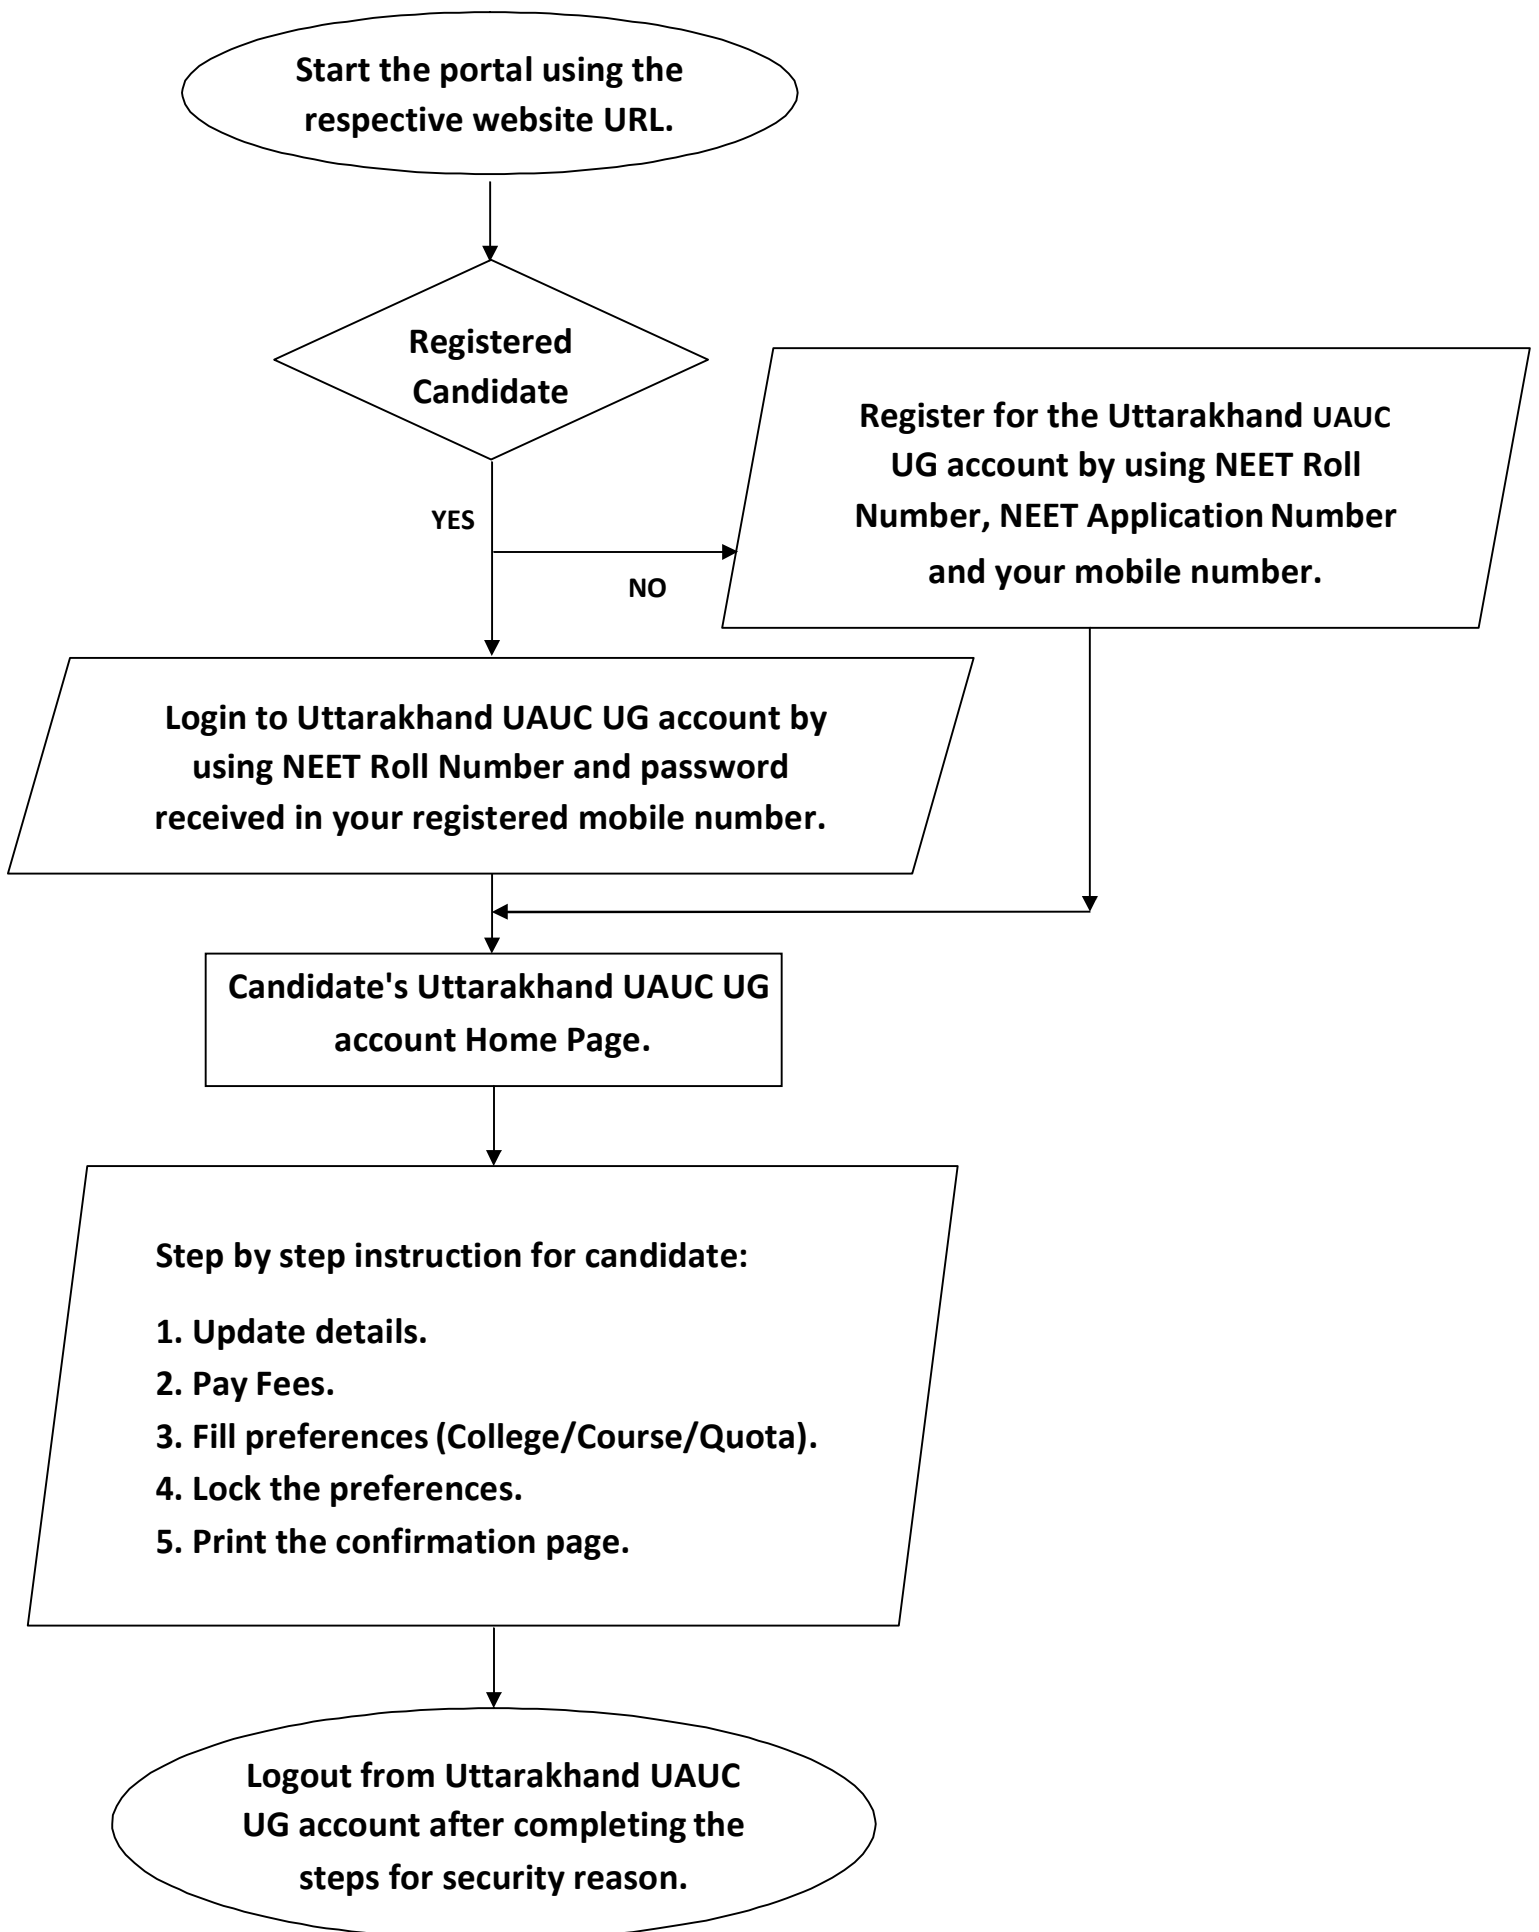 Start the portal using the
respective website URL.
Registered
Candidate
Register for the Uttarakhand UAUC
UG account by using NEET Roll
Number, NEET Application Number
and your mobile number.
YES
NO
Login to Uttarakhand UAUC UG account by
using NEET Roll Number and password
received in your registered mobile number.
Candidate's Uttarakhand UAUC UG
account Home Page.
Step by step instruction for candidate:
1. Update details.
2. Pay Fees.
3. Fill preferences (College/Course/Quota).
4. Lock the preferences.
5. Print the confirmation page.
Logout from Uttarakhand UAUC
UG account after completing the
steps for security reason.